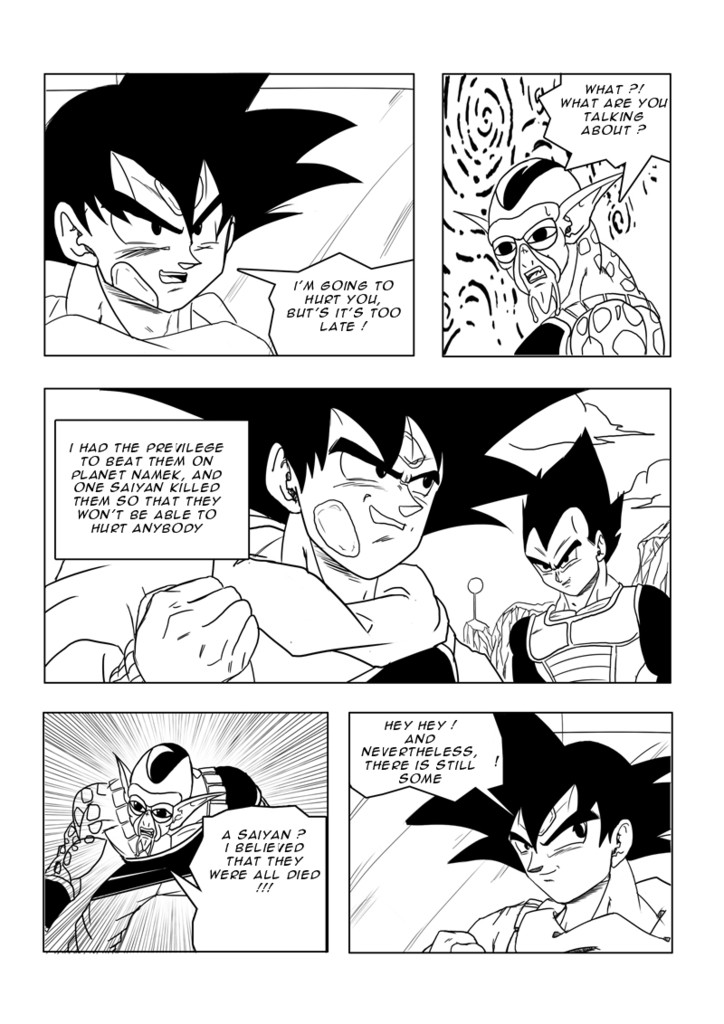 I'M GOING TO
HURT YOU,
BUT'S IT'S TOO
LATE !
WHAT ?!
WHAT ARE YOU
TALKING
ABOUT ?
I HAD THE PREVILEGE
TO BEAT THEM ON
PLANET NAMEK, AND
ONE SAIYAN KILLED
THEM SO THAT THEY
WON'T BE ABLE TO
HURT ANYBODY
A SAIYAN ?
I BELIEVED
THAT THEY
WERE ALL DIED
!!!
HEY HEY !
AND
NEVERTHELESS,
THERE IS STILL !
SOME